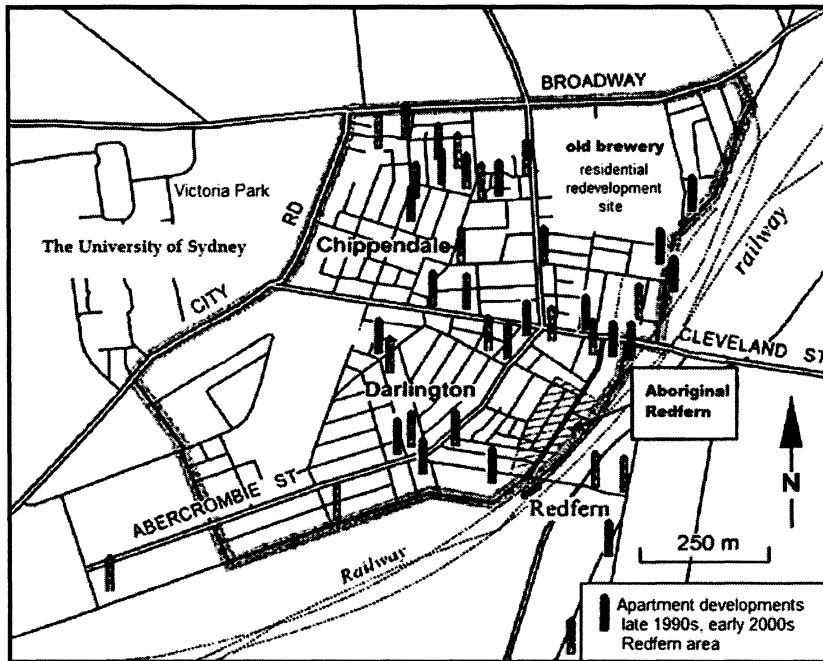 BROADWAY
old brewery
residential
redevelopment
site
Victoria Park
RD
The University of Sydney
Chippendale
railway
CITY
CLEVELAND ST
Darlington
Aboriginal
Redfern
ABERCROMBIE ST
Redfern
N
Railway
250 m
Apartment developments
late 1990s, early 2000s
Redfern area